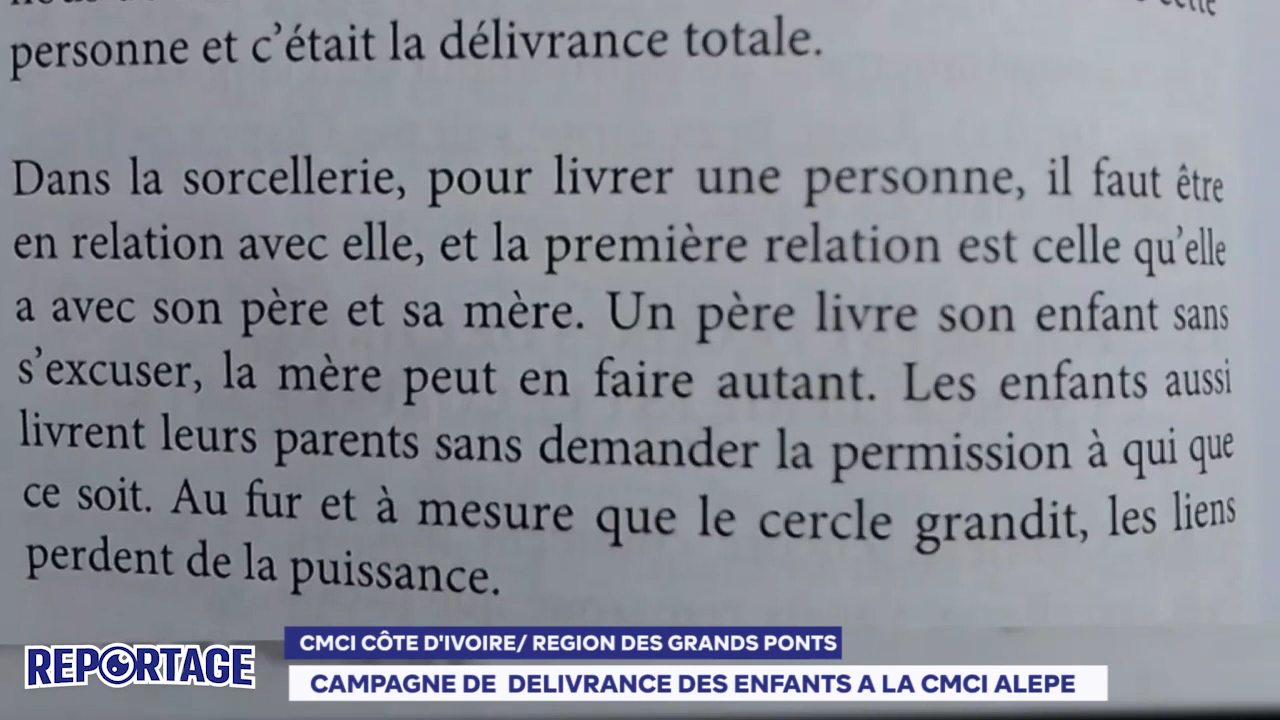 personne et c'était la délivrance totale.
Dans la sorcellerie, pour livrer une personne, il faut être
en relation avec elle, et la première relation est celle qu'elle
a avec son père et sa mère. Un père livre son enfant sans
s'excuser, la mère peut en faire autant. Les enfants aussi
livrent leurs parents sans demander la permission à qui que
ce soit. Au fur et à mesure que le cercle grandit, les liens
perdent de la puissance.
REPORTAGE
CMCI CÔTE D'IVOIRE/ REGION DES GRANDS PONTS
CAMPAGNE DE DELIVRANCE DES ENFANTS A LA CMCI ALEPE